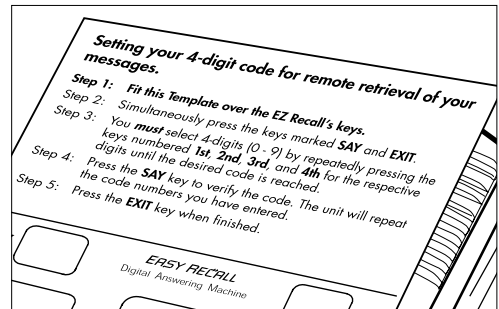 Setting your 4-digit code for remote retrieval of your
messages.
Step 1: Fit this Template over the EZ Recall's keys.
Step 2: Simultaneously press the keys marked SAY and EXIT.
Step 3: You must select 4-digits (0 - 9) by repeatedly pressing the
keys numbered 1st, 2nd, 3rd, and 4th for the respective
digits until the desired code is reached.
Step 4: Press the SAY key to verify the code. The unit will repeat
the code numbers you have entered.
Step 5: Press the EXIT key when finished.
EASY RECALL
Digital Answering Machine